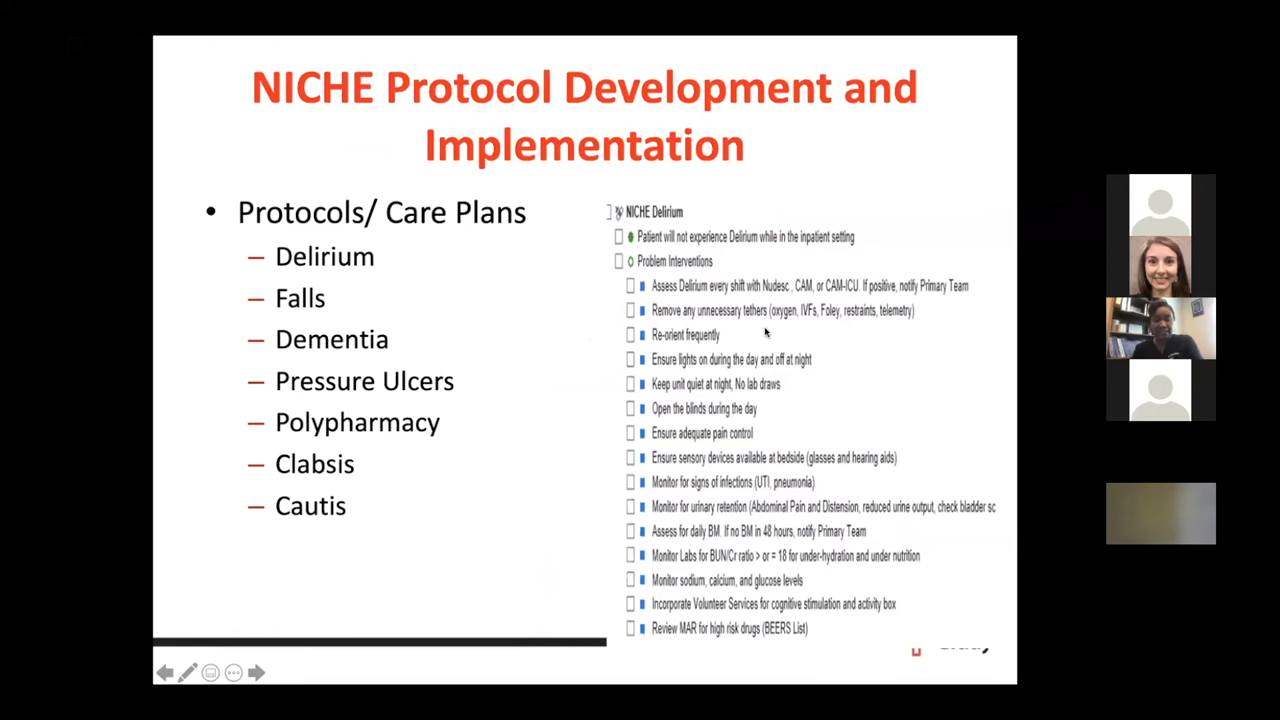 NICHE Protocol Development and
Implementation
• Protocols/ Care Plans
– Delirium
– Falls
– Dementia
– Pressure Ulcers
– Polypharmacy
– Clabsis
– Cautis
NICHE Delirium
Patient will not experience Delirium while in the inpatient setting
Problem Interventions
Assess Delirium every shift with Nudesc , CAM, or CAM-ICU. If positive, notify Primary Team
Remove any unnecessary tethers (oxygen, IVFs, Foley, restraints, telemetry)
Re-orient frequently
Ensure lights on during the day and off at night
Keep unit quiet at night, No lab draws
Open the blinds during the day
Ensure adequate pain control
Ensure sensory devices available at bedside (glasses and hearing aids)
Monitor for signs of infections (UTI, pneumonia)
Monitor for urinary retention (Abdominal Pain and Distension, reduced urine output, check bladder sc
Assess for daily BM. If no BM in 48 hours, notify Primary Team
Monitor Labs for BUN/Cr ratio > or = 18 for under-hydration and under nutrition
Monitor sodium, calcium, and glucose levels
Incorporate Volunteer Services for cognitive stimulation and activity box
Review MAR for high risk drugs (BEERS List)